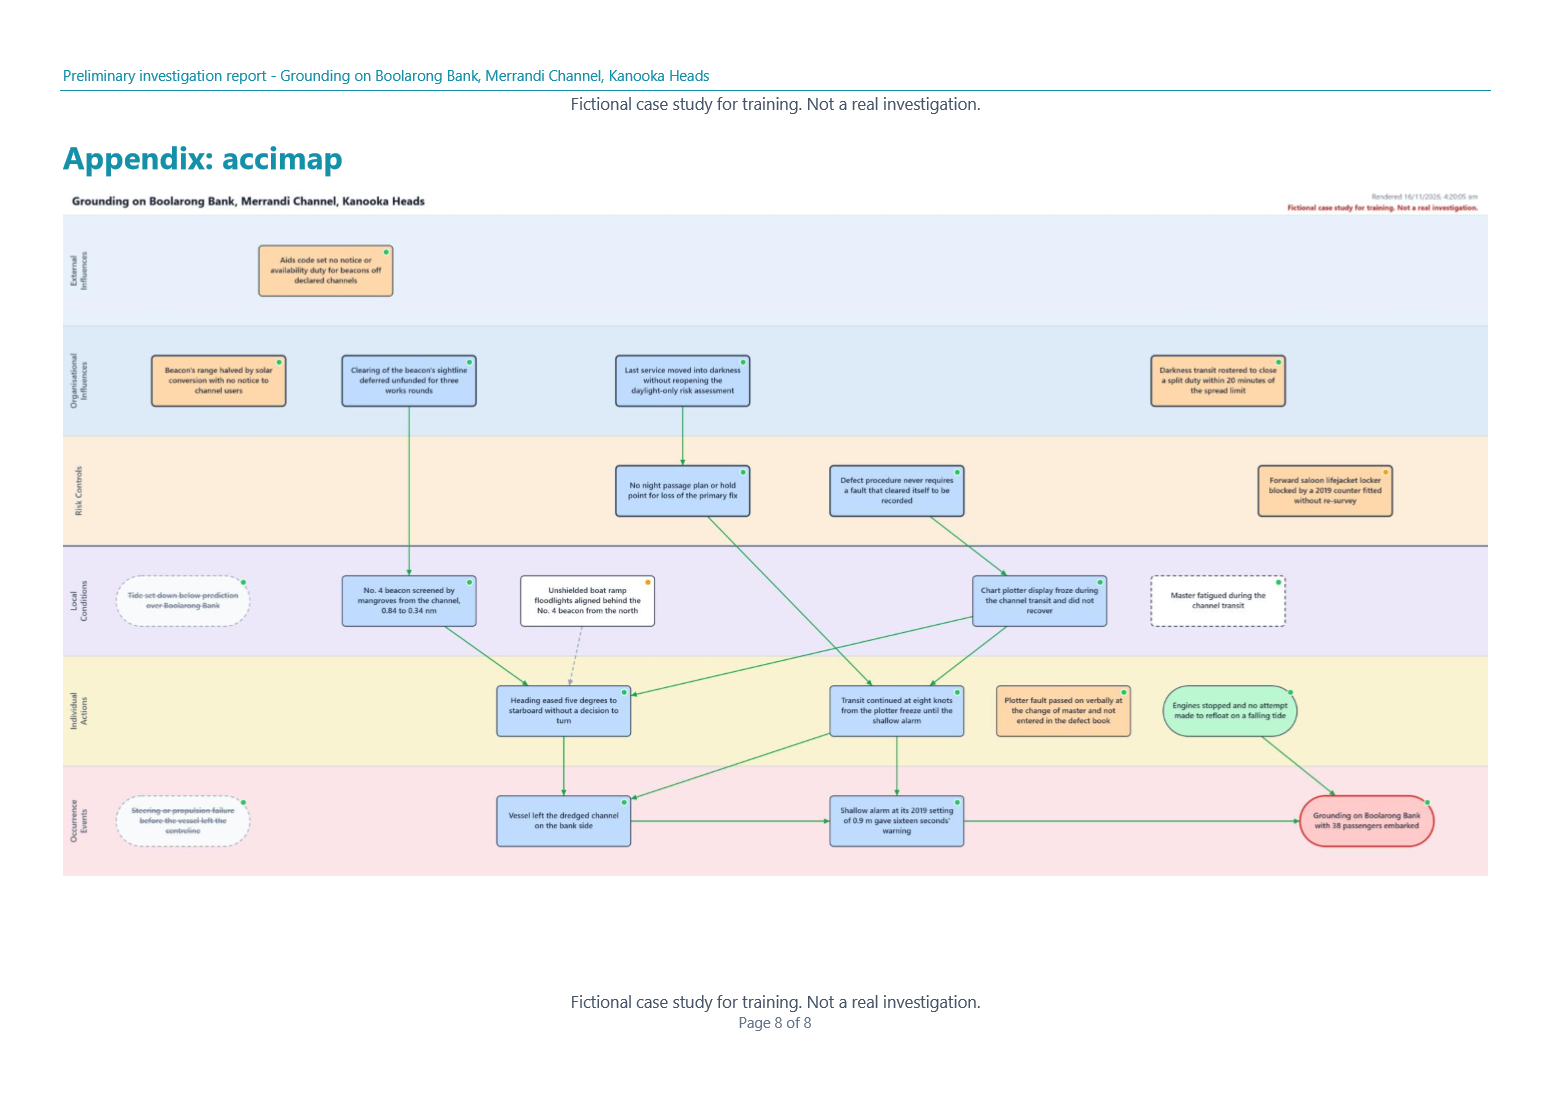 Preliminary investigation report - Grounding on Boolarong Bank, Merrandi Channel, Kanooka Heads
Fictional case study for training. Not a real investigation.
Appendix: accimap
Grounding on Boolarong Bank, Merrandi Channel, Kanooka Heads
Rendered 16/11/2026, 4:20:05 am
Fictional case study for training. Not a real investigation.
External
Influences
Aids code set no notice or
availability duty for beacons off
declared channels
Organisational
Influences
Beacon's range halved by solar
conversion with no notice to
channel users
Clearing of the beacon's sightline
deferred unfunded for three
works rounds
Last service moved into darkness
without reopening the
daylight-only risk assessment
Darkness transit rostered to close
a split duty within 20 minutes of
the spread limit
Risk Controls
No night passage plan or hold
point for loss of the primary fix
Defect procedure never requires
a fault that cleared itself to be
recorded
Forward saloon lifejacket locker
blocked by a 2019 counter fitted
without re-survey
Local
Conditions
Tide set down below prediction
over Boolarong Bank
No. 4 beacon screened by
mangroves from the channel,
0.84 to 0.34 nm
Unshielded boat ramp
floodlights aligned behind the
No. 4 beacon from the north
Chart plotter display froze during
the channel transit and did not
recover
Master fatigued during the
channel transit
Individual
Actions
Heading eased five degrees to
starboard without a decision to
turn
Transit continued at eight knots
from the plotter freeze until the
shallow alarm
Plotter fault passed on verbally at
the change of master and not
entered in the defect book
Engines stopped and no attempt
made to refloat on a falling tide
Occurrence
Events
Steering or propulsion failure
before the vessel left the
centreline
Vessel left the dredged channel
on the bank side
Shallow alarm at its 2019 setting
of 0.9 m gave sixteen seconds'
warning
Grounding on Boolarong Bank
with 38 passengers embarked
Fictional case study for training. Not a real investigation.
Page 8 of 8